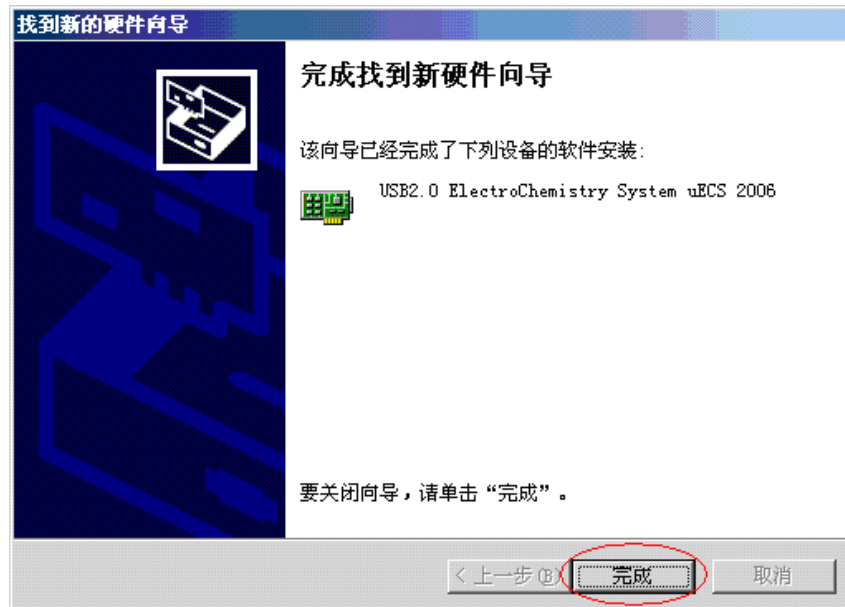 找到新的硬件向导
完成找到新硬件向导
该向导已经完成了下列设备的软件安装:
USB2.0 ElectroChemistry System uECS 2006
要关闭向导，请单击“完成”。
< 上一步(B)
完成
取消